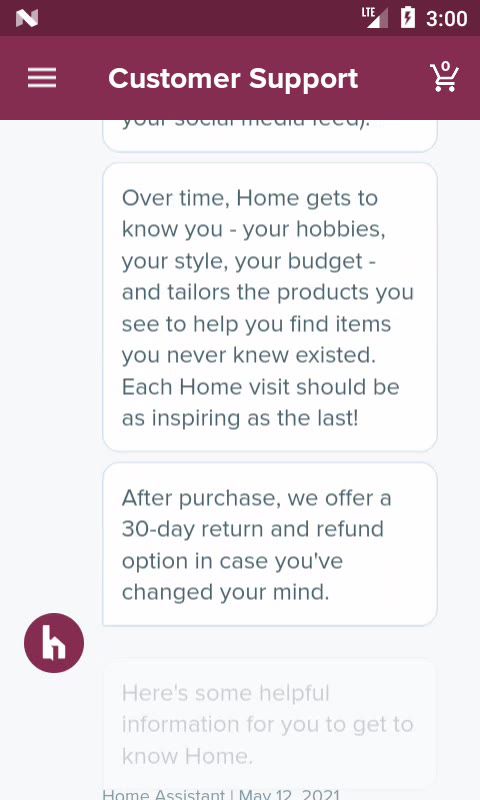 LTE
3:00
Customer Support
0
your social media feed).
Over time, Home gets to
know you - your hobbies,
your style, your budget -
and tailors the products you
see to help you find items
you never knew existed.
Each Home visit should be
as inspiring as the last!
After purchase, we offer a
30-day return and refund
option in case you've
changed your mind.
h
Here's some helpful
information for you to get to
know Home.
Home Assistant | May 12, 2021